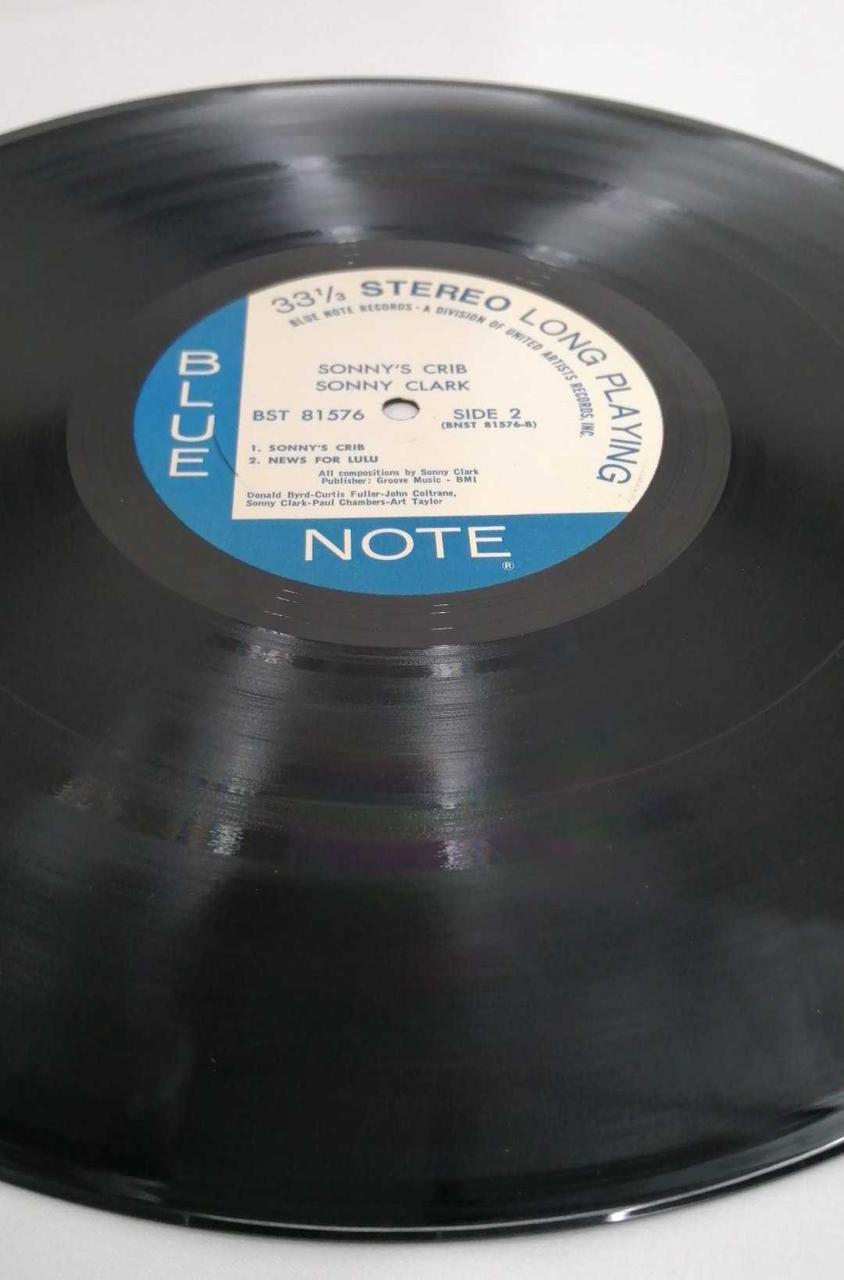 33⅓ STEREO LONG PLAYING
BLUE NOTE RECORDS · A DIVISION OF UNITED ARTISTS RECORDS, INC.
BLUE
SONNY'S CRIB
SONNY CLARK
BST 81576 SIDE 2
(BNST 81576-B)
1. SONNY'S CRIB
2. NEWS FOR LULU
All compositions by Sonny Clark
Publisher: Groove Music - BMI
Donald Byrd-Curtis Fuller-John Coltrane,
Sonny Clark-Paul Chambers-Art Taylor
NOTE
®